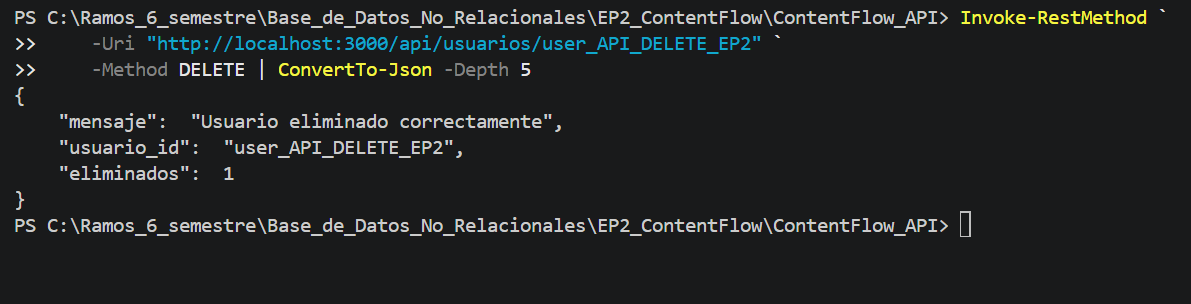 PS C:\Ramos_6_semestre\Base_de_Datos_No_Relacionales\EP2_ContentFlow\ContentFlow_API> Invoke-RestMethod `
>>     -Uri "http://localhost:3000/api/usuarios/user_API_DELETE_EP2" `
>>     -Method DELETE | ConvertTo-Json -Depth 5
{
    "mensaje":  "Usuario eliminado correctamente",
    "usuario_id":  "user_API_DELETE_EP2",
    "eliminados":  1
}
PS C:\Ramos_6_semestre\Base_de_Datos_No_Relacionales\EP2_ContentFlow\ContentFlow_API>